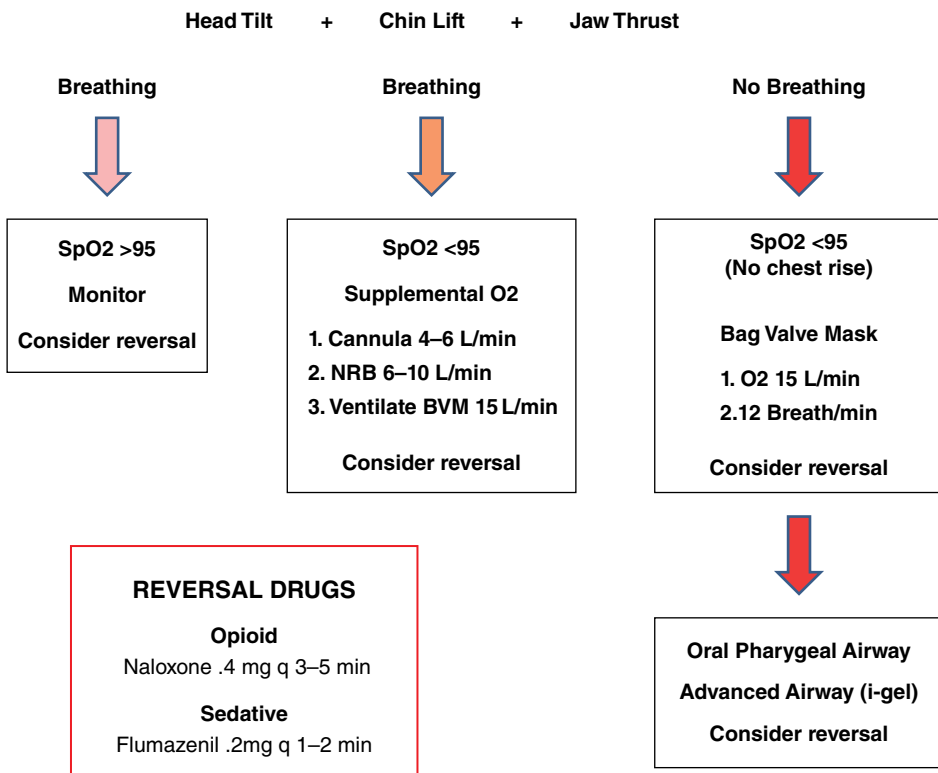 Head Tilt + Chin Lift + Jaw Thrust
Breathing
SpO2 >95
Monitor
Consider reversal
Breathing
SpO2 <95
Supplemental O2
1. Cannula 4–6 L/min
2. NRB 6–10 L/min
3. Ventilate BVM 15 L/min
Consider reversal
No Breathing
SpO2 <95
(No chest rise)
Bag Valve Mask
1. O2 15 L/min
2.12 Breath/min
Consider reversal
Oral Pharygeal Airway
Advanced Airway (i-gel)
Consider reversal
REVERSAL DRUGS
Opioid
Naloxone .4 mg q 3–5 min
Sedative
Flumazenil .2mg q 1–2 min